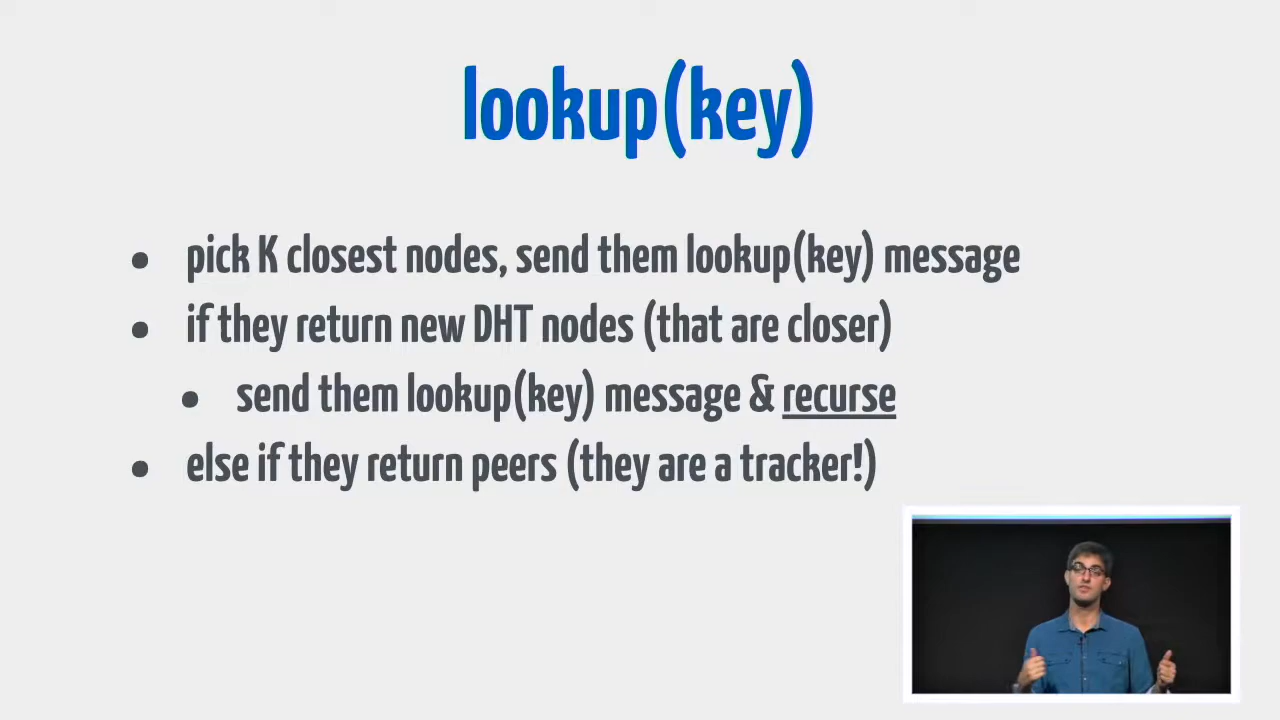 lookup(key)
• pick K closest nodes, send them lookup(key) message
• if they return new DHT nodes (that are closer)
• send them lookup(key) message & recurse
• else if they return peers (they are a tracker!)